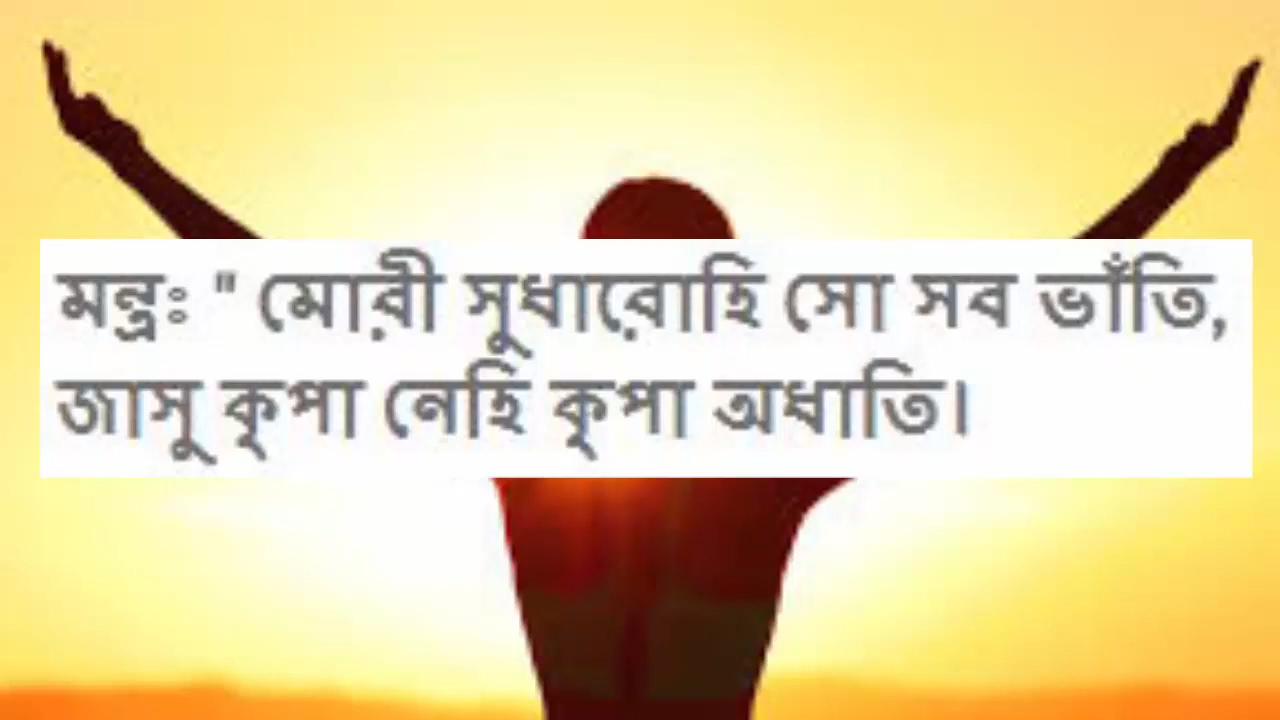 মন্ত্রঃ " মোরী সুধারোহি সো সব ভাঁতি,
জাসু কৃপা নেহি কৃপা অধাতি।